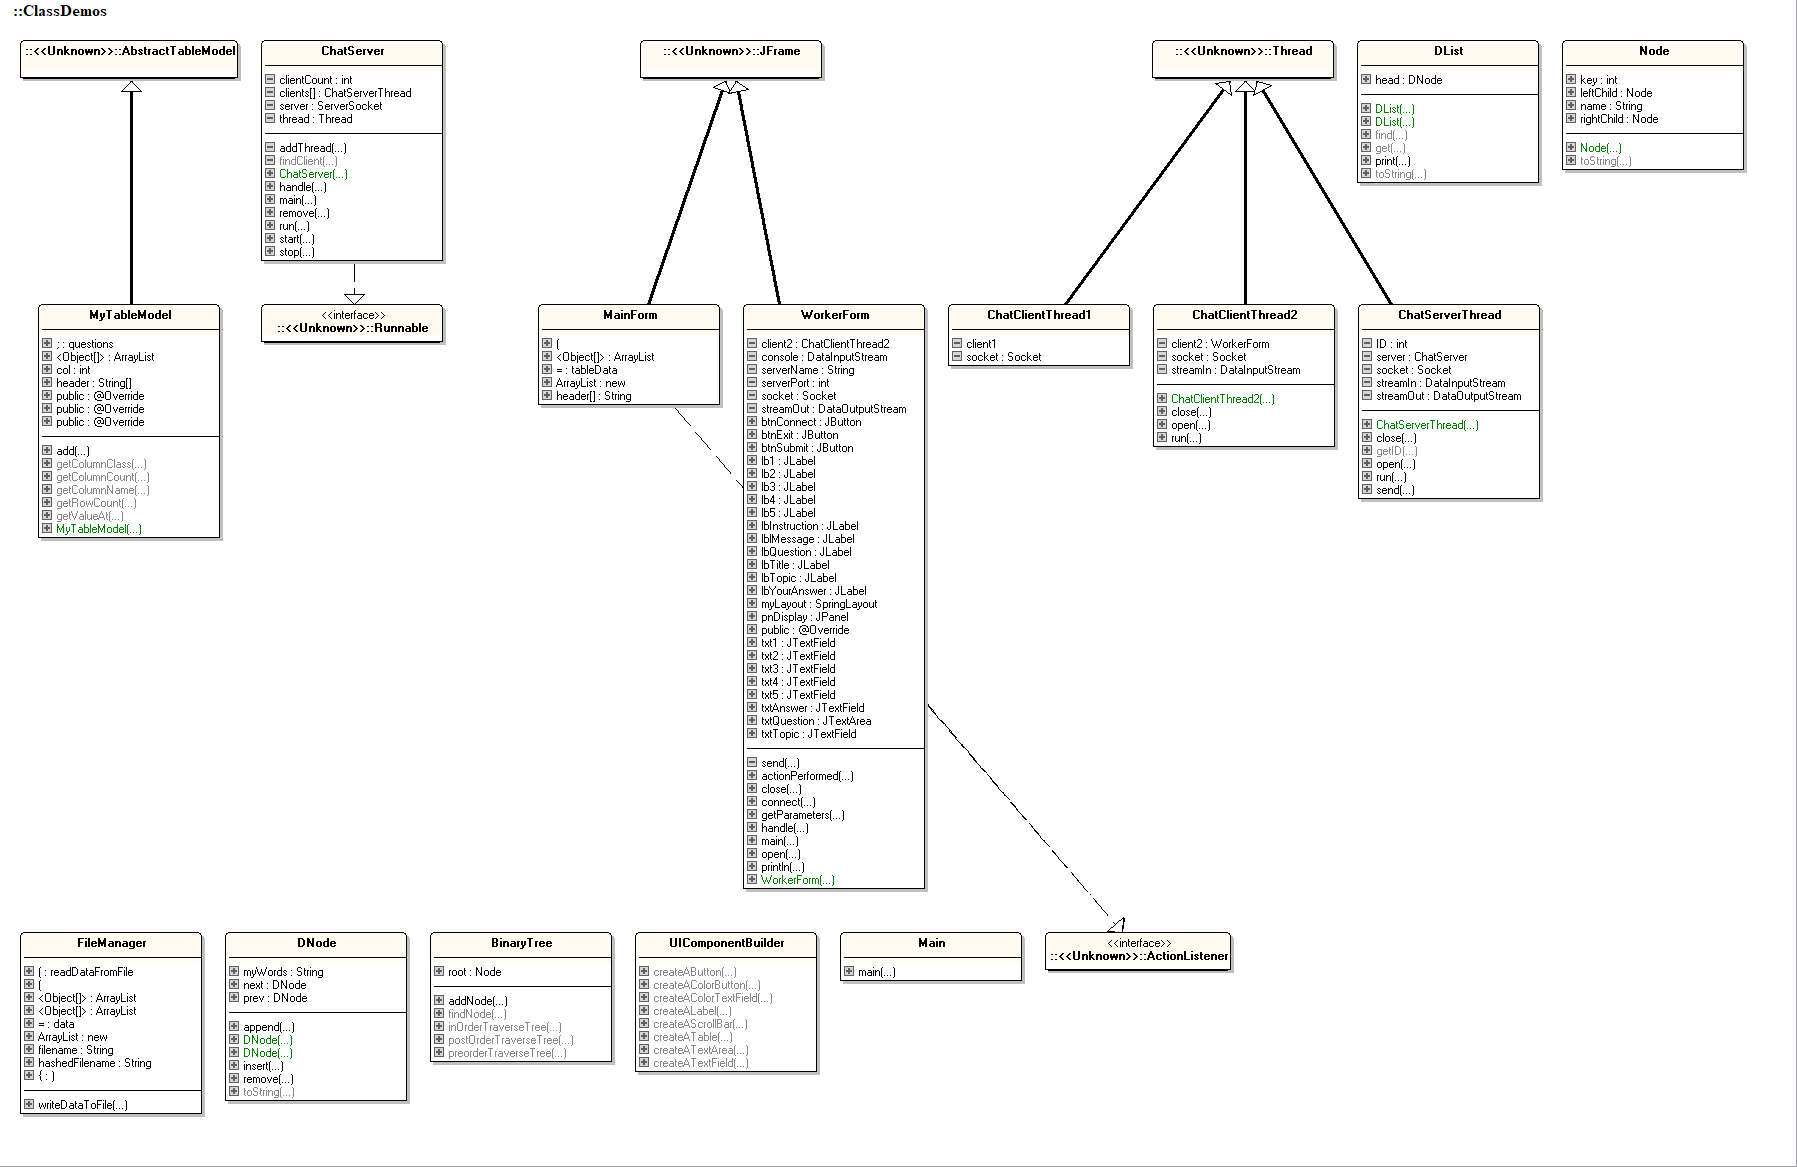 ::ClassDemos
::<<Unknown>>::AbstractTableModel
ChatServer
clientCount : int
clients[] : ChatServerThread
server : ServerSocket
thread : Thread
addThread(...)
findClient(...)
ChatServer(...)
handle(...)
main(...)
remove(...)
run(...)
start(...)
stop(...)
::<<Unknown>>::JFrame
::<<Unknown>>::Thread
DList
head : DNode
DList(...)
DList(...)
find(...)
get(...)
print(...)
toString(...)
Node
key : int
leftChild : Node
name : String
rightChild : Node
Node(...)
toString(...)
MyTableModel
; : questions
<Object[]> : ArrayList
col : int
header : String[]
public : @Override
public : @Override
public : @Override
add(...)
getColumnClass(...)
getColumnCount(...)
getColumnName(...)
getRowCount(...)
getValueAt(...)
MyTableModel(...)
<<interface>>
::<<Unknown>>::Runnable
MainForm
(
<Object[]> : ArrayList
= : tableData
ArrayList : new
header[] : String
WorkerForm
client2 : ChatClientThread2
console : DataInputStream
serverName : String
serverPort : int
socket : Socket
streamOut : DataOutputStream
btnConnect : JButton
btnExit : JButton
btnSubmit : JButton
lb1 : JLabel
lb2 : JLabel
lb3 : JLabel
lb4 : JLabel
lb5 : JLabel
lbInstruction : JLabel
lblMessage : JLabel
lbQuestion : JLabel
lbTitle : JLabel
lbTopic : JLabel
lbYourAnswer : JLabel
myLayout : SpringLayout
pnDisplay : JPanel
public : @Override
txt1 : JTextField
txt2 : JTextField
txt3 : JTextField
txt4 : JTextField
txt5 : JTextField
txtAnswer : JTextField
txtQuestion : JTextArea
txtTopic : JTextField
send(...)
actionPerformed(...)
close(...)
connect(...)
getParameters(...)
handle(...)
main(...)
open(...)
println(...)
WorkerForm(...)
ChatClientThread1
client1
socket : Socket
ChatClientThread2
client2 : WorkerForm
socket : Socket
streamIn : DataInputStream
ChatClientThread2(...)
close(...)
open(...)
run(...)
ChatServerThread
ID : int
server : ChatServer
socket : Socket
streamIn : DataInputStream
streamOut : DataOutputStream
ChatServerThread(...)
close(...)
getID(...)
open(...)
run(...)
send(...)
FileManager
( : readDataFromFile
(
<Object[]> : ArrayList
<Object[]> : ArrayList
= : data
ArrayList : new
filename : String
hashedFilename : String
{ : )
writeDataToFile(...)
DNode
myWords : String
next : DNode
prev : DNode
append(...)
DNode(...)
DNode(...)
insert(...)
remove(...)
toString(...)
BinaryTree
root : Node
addNode(...)
findNode(...)
inOrderTraverseTree(...)
postOrderTraverseTree(...)
preorderTraverseTree(...)
UIComponentBuilder
createAButton(...)
createAColorButton(...)
createAColorTextField(...)
createALabel(...)
createAScrollBar(...)
createATable(...)
createATextArea(...)
createATextField(...)
Main
main(...)
<<interface>>
::<<Unknown>>::ActionListener